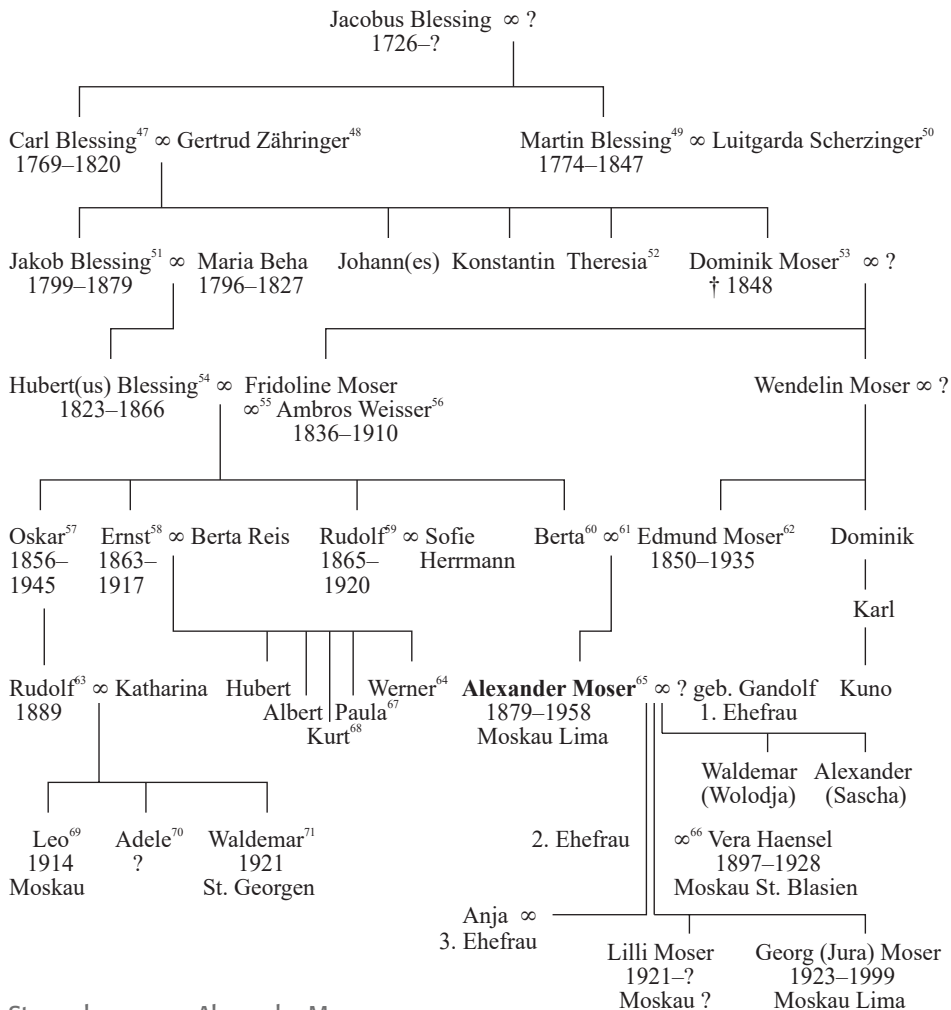 Jacobus Blessing ∞ ?
1726–?
Carl Blessing⁴⁷ ∞ Gertrud Zähringer⁴⁸
1769–1820
Martin Blessing⁴⁹ ∞ Luitgarda Scherzinger⁵⁰
1774–1847
Jakob Blessing⁵¹ ∞ Maria Beha
1799–1879 1796–1827
Johann(es) Konstantin Theresia⁵² Dominik Moser⁵³ ∞ ?
† 1848
Hubert(us) Blessing⁵⁴ ∞ Fridoline Moser
1823–1866
∞⁵⁵ Ambros Weisser⁵⁶
1836–1910
Wendelin Moser ∞ ?
Oskar⁵⁷
1856–
1945
Ernst⁵⁸ ∞ Berta Reis
1863–
1917
Rudolf⁵⁹ ∞ Sofie
Herrmann
1865–
1920
Berta⁶⁰ ∞⁶¹ Edmund Moser⁶²
1850–1935
Dominik
Karl
Rudolf⁶³ ∞ Katharina
1889
Hubert
Albert
Kurt⁶⁸
Paula⁶⁷
Werner⁶⁴
Alexander Moser⁶⁵ ∞ ? geb. Gandolf
1879–1958 1. Ehefrau
Moskau Lima
Kuno
Waldemar
(Wolodja)
Alexander
(Sascha)
Leo⁶⁹
1914
Moskau
Adele⁷⁰
?
Waldemar⁷¹
1921
St. Georgen
2. Ehefrau
∞⁶⁶ Vera Haensel
1897–1928
Moskau St. Blasien
Anja ∞
3. Ehefrau
Lilli Moser
1921–?
Moskau ?
Georg (Jura) Moser
1923–1999
Moskau Lima